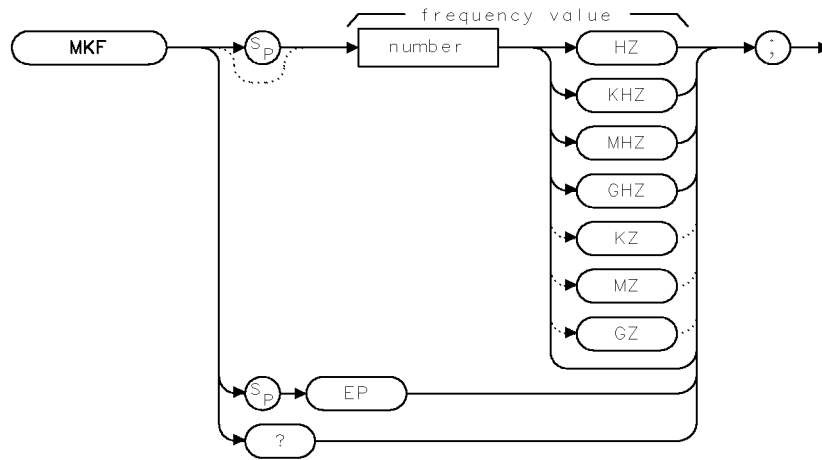 frequency value
MKF SP number HZ ;
KHZ
MHZ
GHZ
KZ
MZ
GZ
SP EP
?